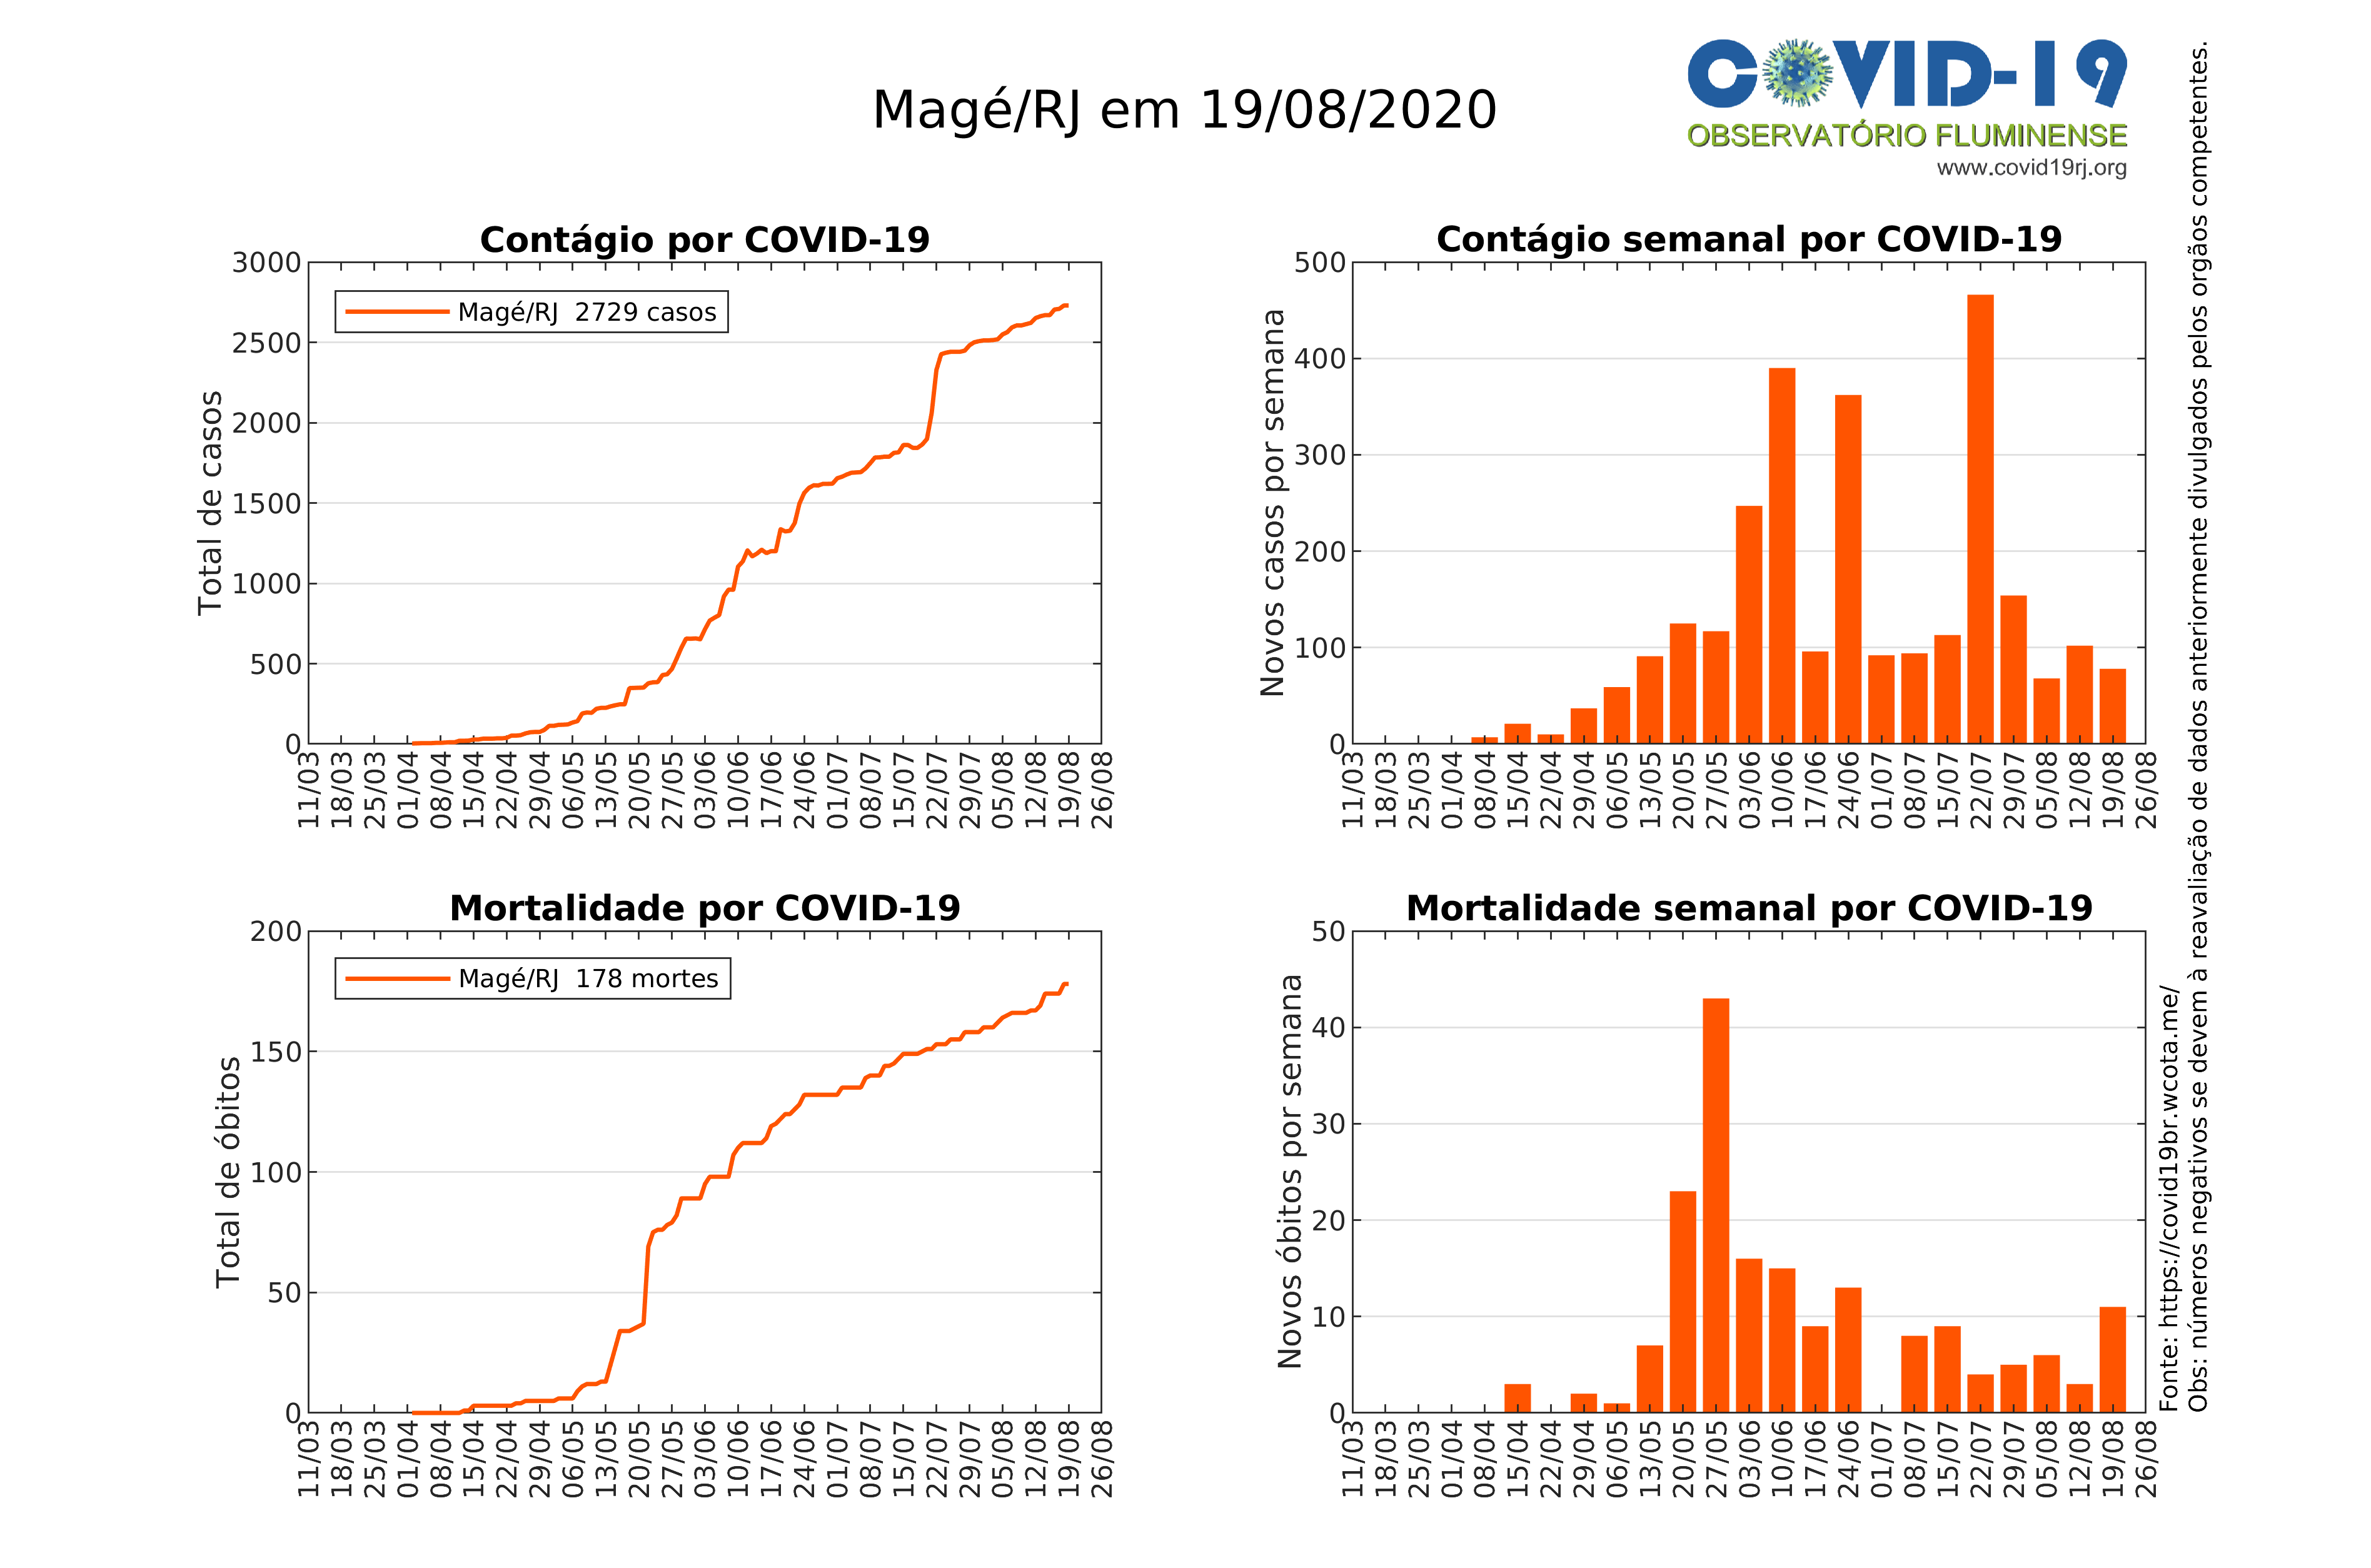 Magé/RJ em 19/08/2020
COVID-19
OBSERVATÓRIO FLUMINENSE
www.covid19rj.org
Contágio por COVID-19
Total de casos
3000
2500
2000
1500
1000
500
0
Magé/RJ 2729 casos
11/03 18/03 25/03 01/04 08/04 15/04 22/04 29/04 06/05 13/05 20/05 27/05 03/06 10/06 17/06 24/06 01/07 08/07 15/07 22/07 29/07 05/08 12/08 19/08 26/08
Contágio semanal por COVID-19
Novos casos por semana
500
400
300
200
100
0
11/03 18/03 25/03 01/04 08/04 15/04 22/04 29/04 06/05 13/05 20/05 27/05 03/06 10/06 17/06 24/06 01/07 08/07 15/07 22/07 29/07 05/08 12/08 19/08 26/08
Mortalidade por COVID-19
Total de óbitos
200
150
100
50
0
Magé/RJ 178 mortes
11/03 18/03 25/03 01/04 08/04 15/04 22/04 29/04 06/05 13/05 20/05 27/05 03/06 10/06 17/06 24/06 01/07 08/07 15/07 22/07 29/07 05/08 12/08 19/08 26/08
Mortalidade semanal por COVID-19
Novos óbitos por semana
50
40
30
20
10
0
11/03 18/03 25/03 01/04 08/04 15/04 22/04 29/04 06/05 13/05 20/05 27/05 03/06 10/06 17/06 24/06 01/07 08/07 15/07 22/07 29/07 05/08 12/08 19/08 26/08
Fonte: https://covid19br.wcota.me/
Obs: números negativos se devem à reavaliação de dados anteriormente divulgados pelos orgãos competentes.